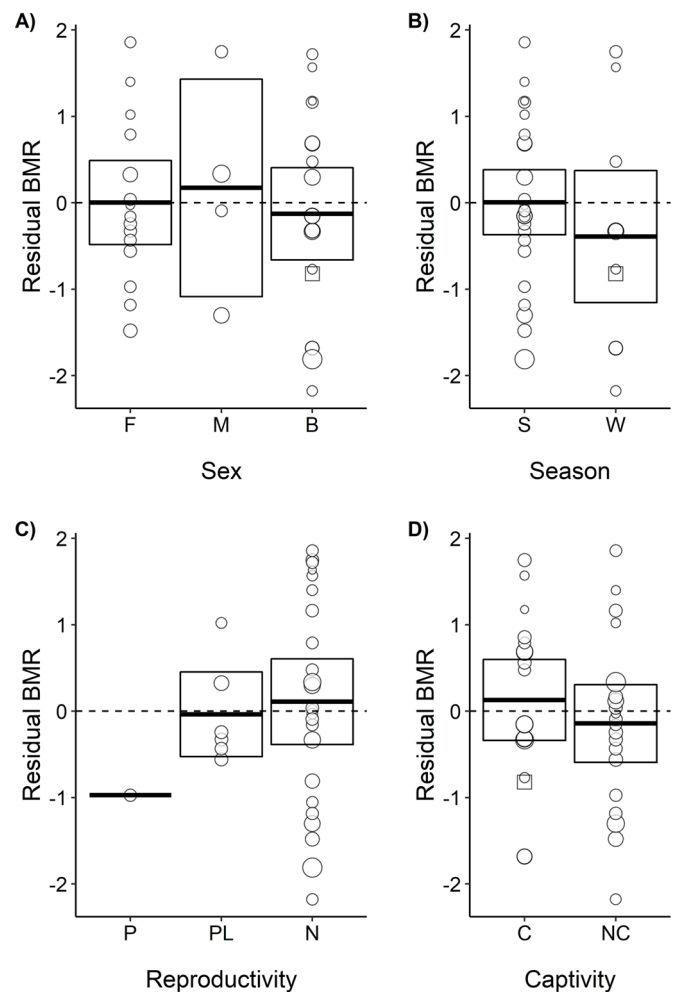 A)
Residual BMR
2
1
0
-1
-2
F M B
Sex
B)
Residual BMR
2
1
0
-1
-2
S W
Season
C)
Residual BMR
2
1
0
-1
-2
P PL N
Reproductivity
D)
Residual BMR
2
1
0
-1
-2
C NC
Captivity